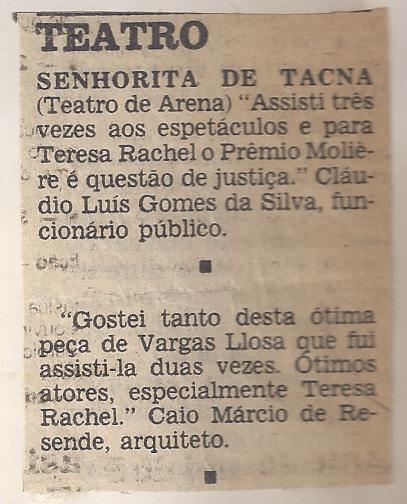 TEATRO
SENHORITA DE TACNA
(Teatro de Arena) “Assisti três
vezes aos espetáculos e para
Teresa Rachel o Prêmio Moliè-
re é questão de justiça.” Cláu-
dio Luís Gomes da Silva, fun-
cionário público.
“Gostei tanto desta ótima
peça de Vargas Llosa que fui
assisti-la duas vezes. Ótimos
atores, especialmente Teresa
Rachel.” Caio Márcio de Re-
sende, arquiteto.